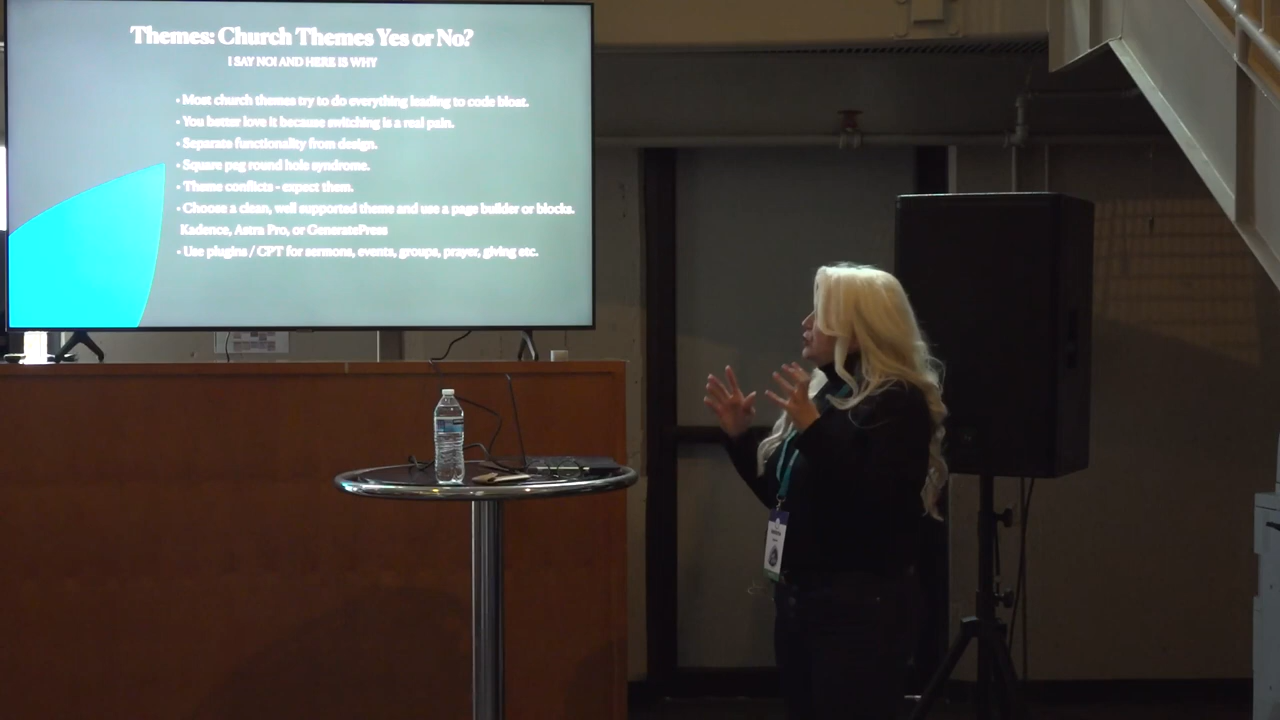 Themes: Church Themes Yes or No?
I SAY NO! AND HERE IS WHY
• Most church themes try to do everything leading to code bloat.
• You better love it because switching is a real pain.
• Separate functionality from design.
• Square peg round hole syndrome.
• Theme conflicts - expect them.
• Choose a clean, well supported theme and use a page builder or blocks.
Kadence, Astra Pro, or GeneratePress
• Use plugins / CPT for sermons, events, groups, prayer, giving etc.